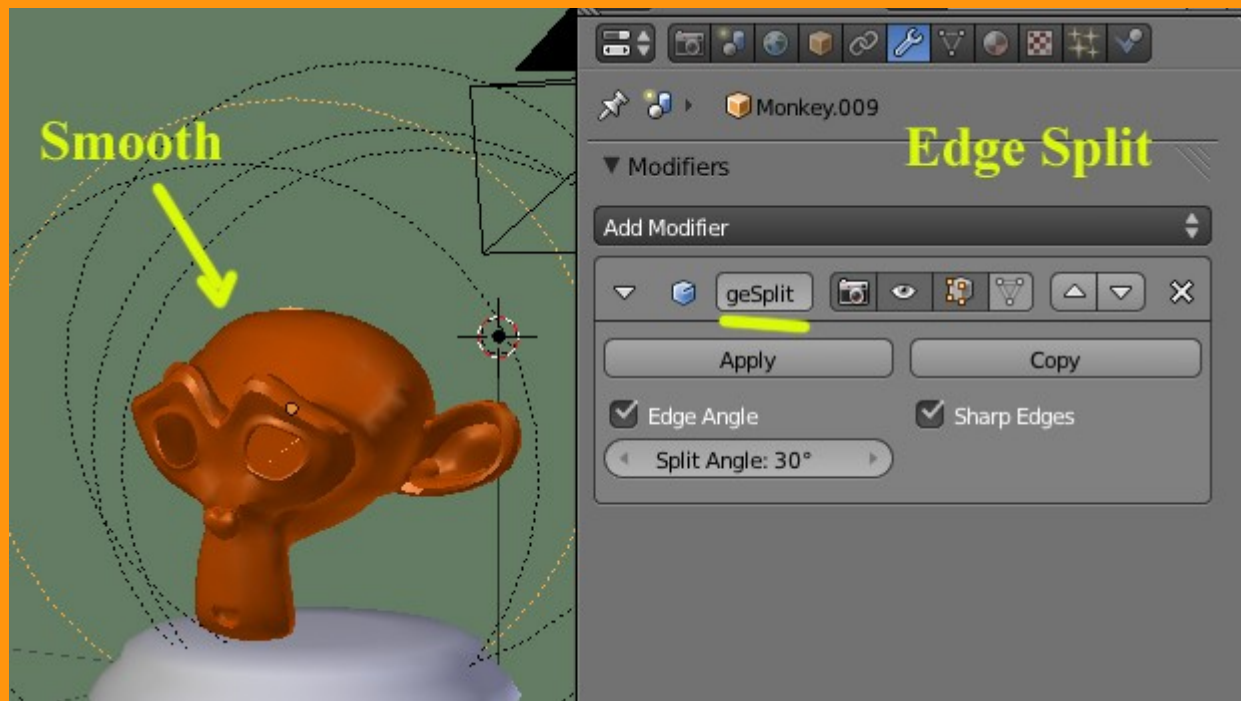 Smooth
Monkey.009
Edge Split
Modifiers
Add Modifier
geSplit
Apply
Copy
Edge Angle
Sharp Edges
Split Angle: 30°